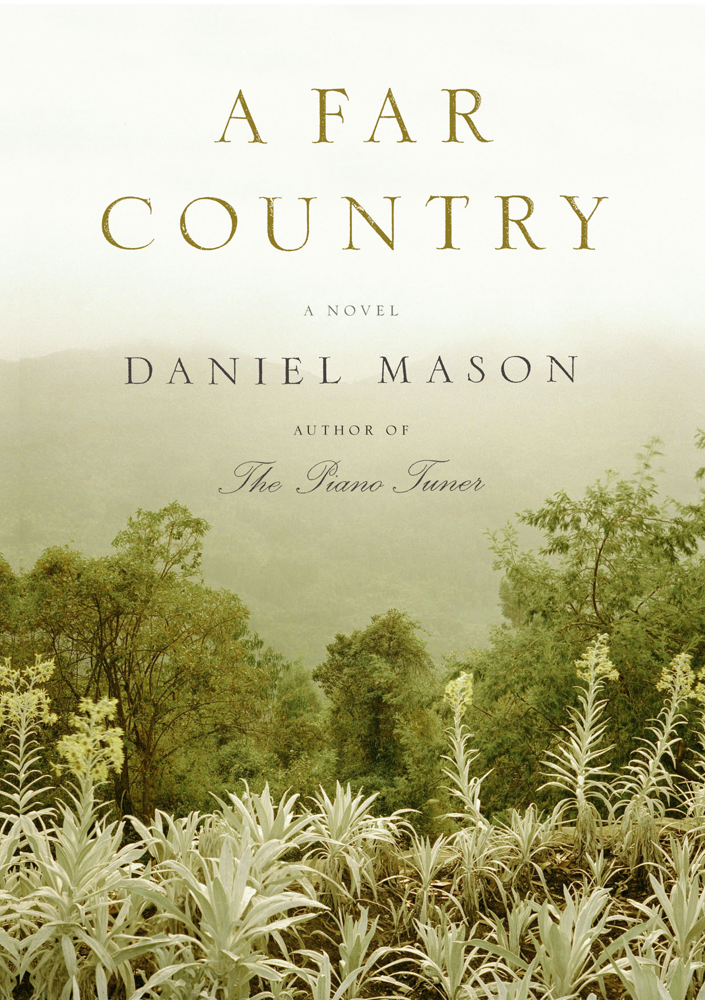 A FAR
COUNTRY
A NOVEL
DANIEL MASON
AUTHOR OF
The Piano Tuner